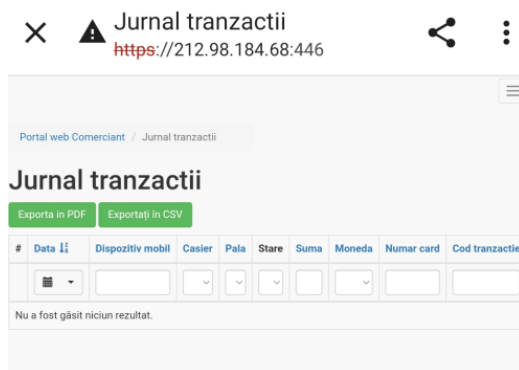 Jurnal tranzactii
https://212.98.184.68:446
Portal web Comerciant / Jurnal tranzactii
Jurnal tranzactii
Exporta in PDF Exportați în CSV
# Data Dispozitiv mobil Casier Pala Stare Suma Moneda Numar card Cod tranzactie
Nu a fost găsit niciun rezultat.